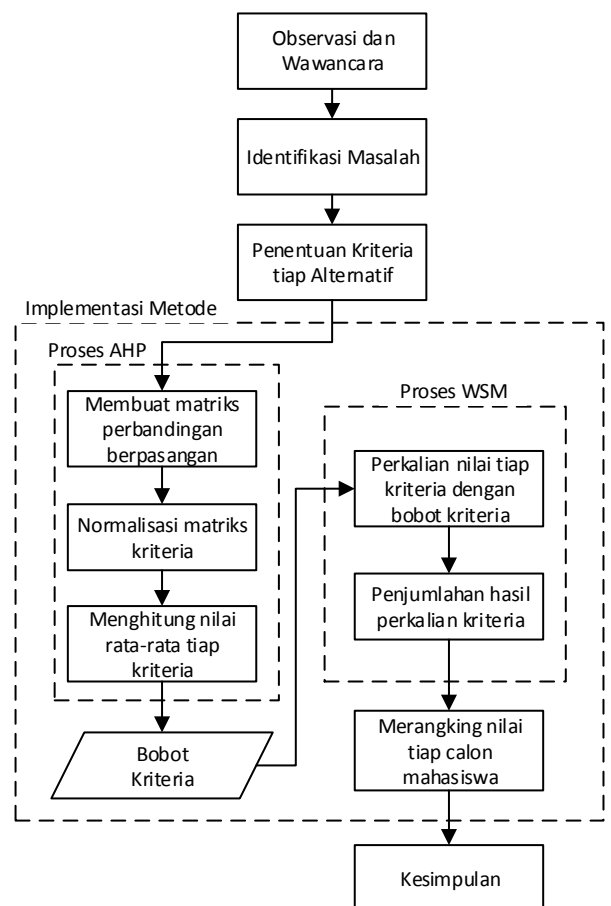 Observasi dan
Wawancara
Identifikasi Masalah
Penentuan Kriteria
tiap Alternatif
Implementasi Metode
Proses AHP
Membuat matriks
perbandingan
berpasangan
Normalisasi matriks
kriteria
Menghitung nilai
rata-rata tiap
kriteria
Bobot
Kriteria
Proses WSM
Perkalian nilai tiap
kriteria dengan
bobot kriteria
Penjumlahan hasil
perkalian kriteria
Merangking nilai
tiap calon
mahasiswa
Kesimpulan